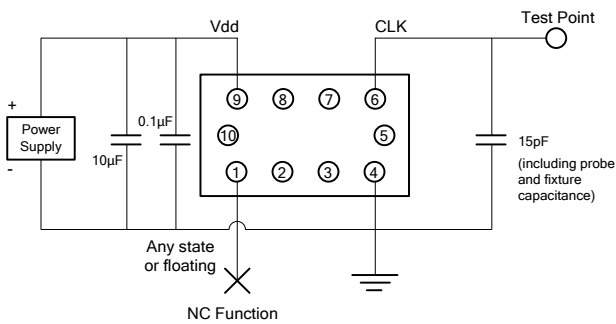 Vdd
CLK
Test Point
+
Power
Supply
-
10µF
0.1µF
9
8
7
6
10
5
1
2
3
4
15pF
(including probe
and fixture
capacitance)
Any state
or floating
NC Function